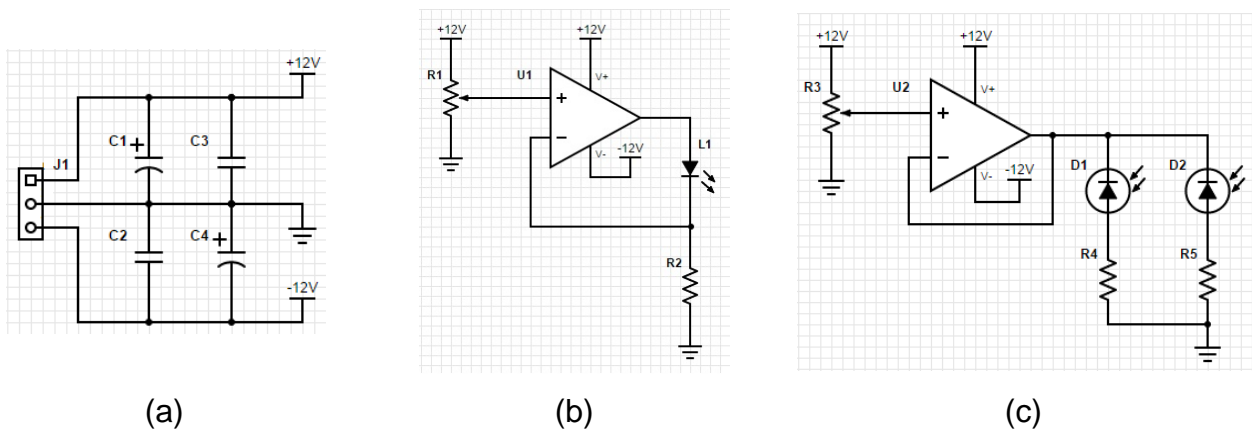 +12V
C1 +
C3
J1
C2
C4 +
-12V
(a)
+12V
+12V
R1
U1
V+
+
−
V-
-12V
L1
R2
(b)
+12V
+12V
R3
U2
V+
+
−
V-
-12V
D1
D2
R4
R5
(c)